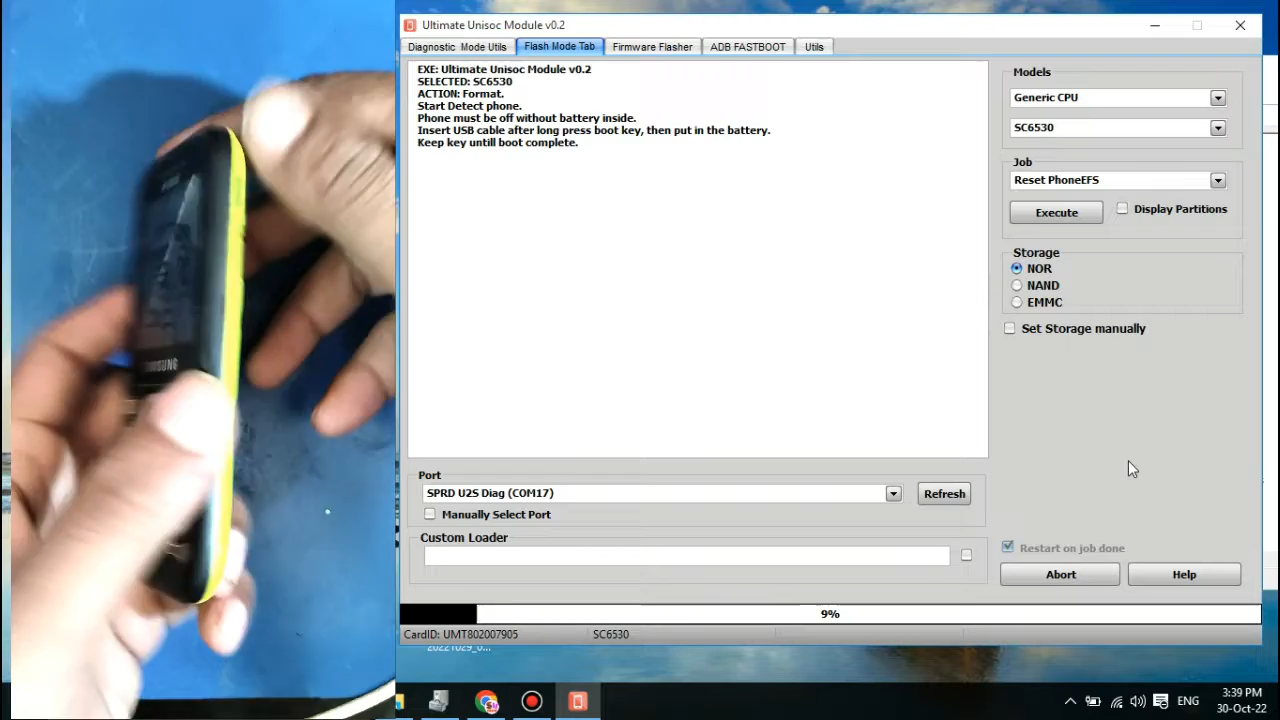 Ultimate Unisoc Module v0.2
Diagnostic Mode Utils
Flash Mode Tab
Firmware Flasher
ADB FASTBOOT
Utils
EXE: Ultimate Unisoc Module v0.2
SELECTED: SC6530
ACTION: Format.
Start Detect phone.
Phone must be off without battery inside.
Insert USB cable after long press boot key, then put in the battery.
Keep key untill boot complete.
Models
Generic CPU
SC6530
Job
Reset PhoneEFS
Execute
Display Partitions
Storage
NOR
NAND
EMMC
Set Storage manually
Port
SPRD U2S Diag (COM17)
Refresh
Manually Select Port
Custom Loader
Restart on job done
Abort
Help
9%
CardID: UMT802007905
SC6530
20221029_0...
ENG
3:39 PM
30-Oct-22
SAMSUNG